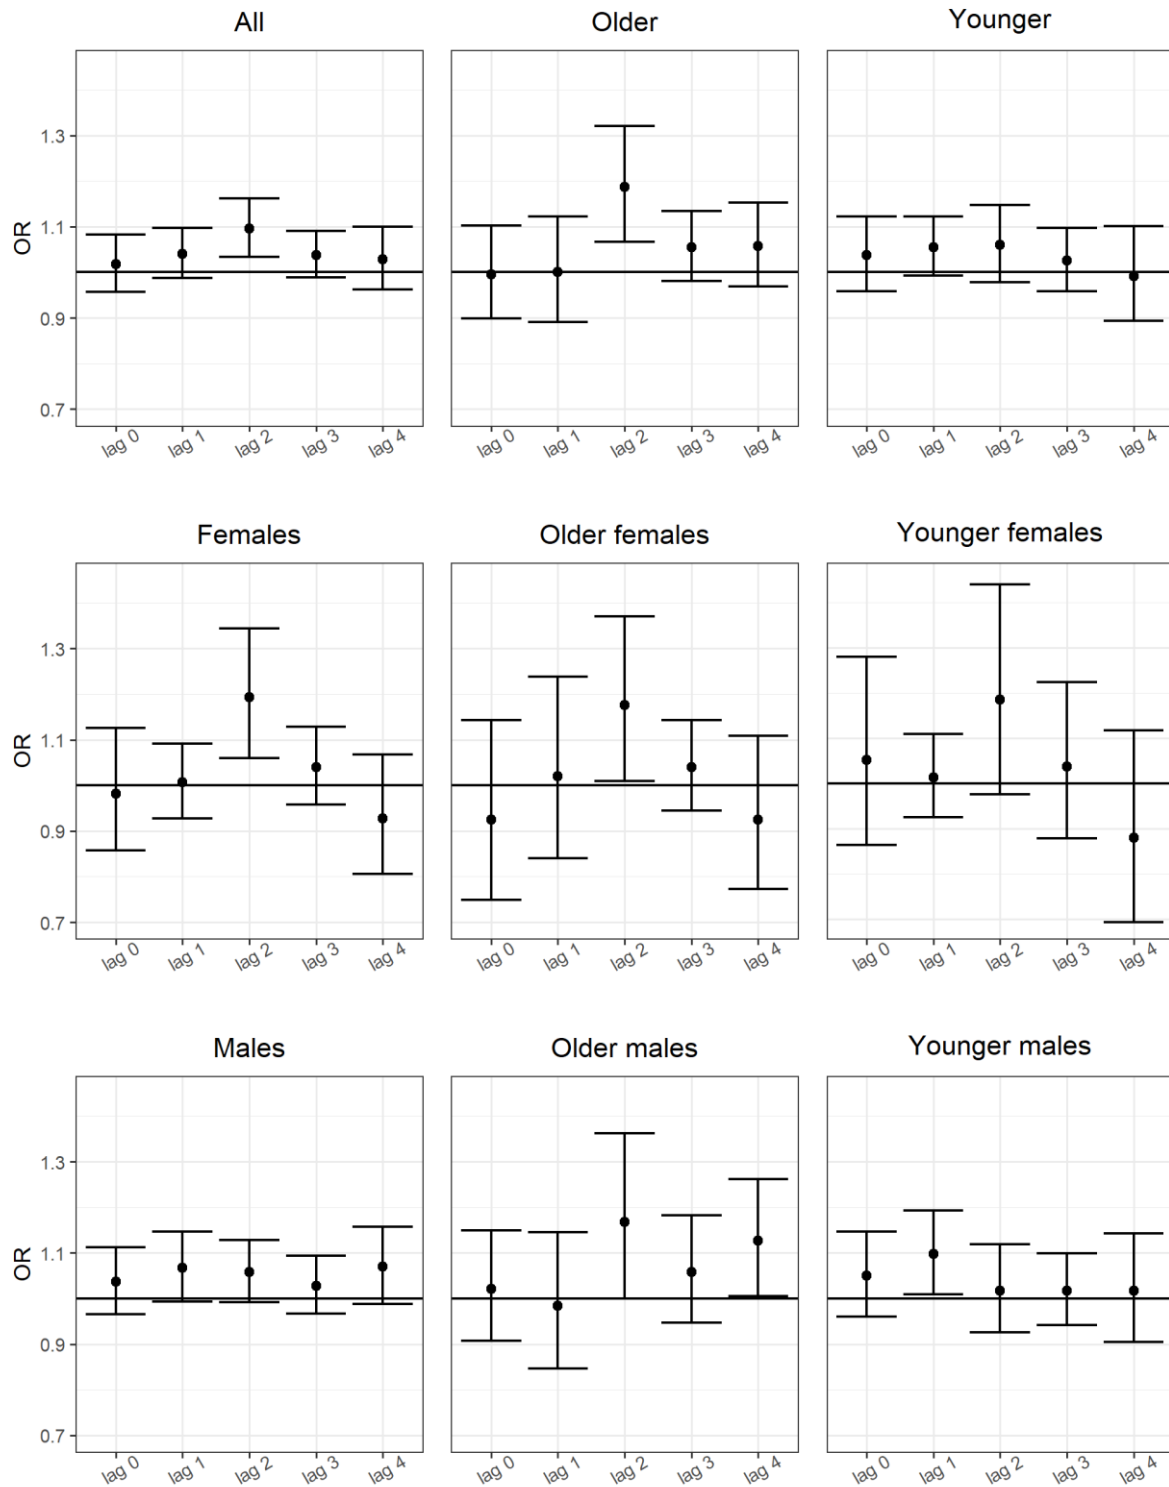 All Older Younger
OR
1.3
1.1
0.9
0.7
lag 0 lag 1 lag 2 lag 3 lag 4 lag 0 lag 1 lag 2 lag 3 lag 4 lag 0 lag 1 lag 2 lag 3 lag 4
Females Older females Younger females
OR
1.3
1.1
0.9
0.7
lag 0 lag 1 lag 2 lag 3 lag 4 lag 0 lag 1 lag 2 lag 3 lag 4 lag 0 lag 1 lag 2 lag 3 lag 4
Males Older males Younger males
OR
1.3
1.1
0.9
0.7
lag 0 lag 1 lag 2 lag 3 lag 4 lag 0 lag 1 lag 2 lag 3 lag 4 lag 0 lag 1 lag 2 lag 3 lag 4